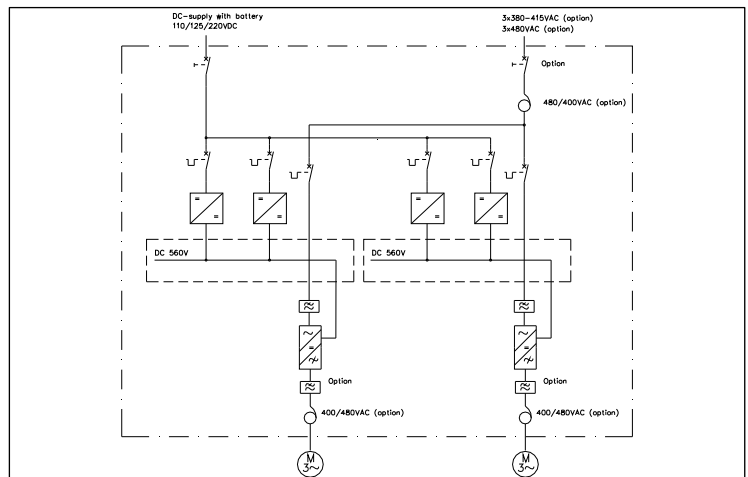 DC-supply with battery
110/125/220VDC
3x380-415VAC (option)
3x480VAC (option)
Option
480/400VAC (option)
=
=
=
=
=
=
=
=
DC 560V
DC 560V
≈
≈
~
=
~
=
≈
Option
≈
Option
400/480VAC (option)
400/480VAC (option)
M
3~
M
3~